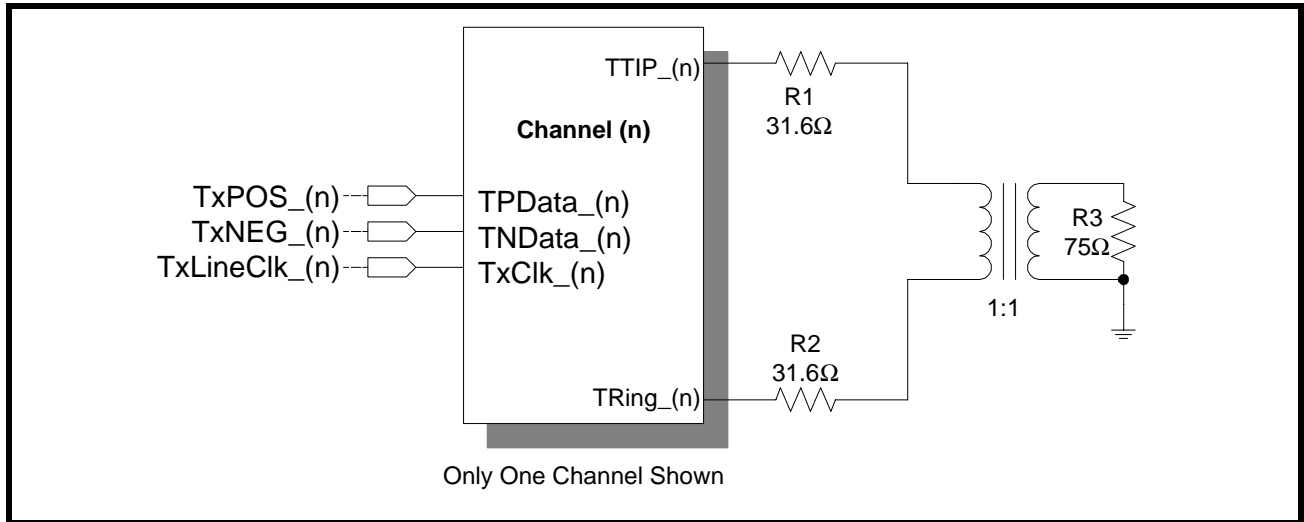 TTIP_(n)
R1
31.6Ω
Channel (n)
TxPOS_(n)
TPData_(n)
TxNEG_(n)
TNData_(n)
TxLineClk_(n)
TxClk_(n)
R3
75Ω
1:1
R2
31.6Ω
TRing_(n)
Only One Channel Shown